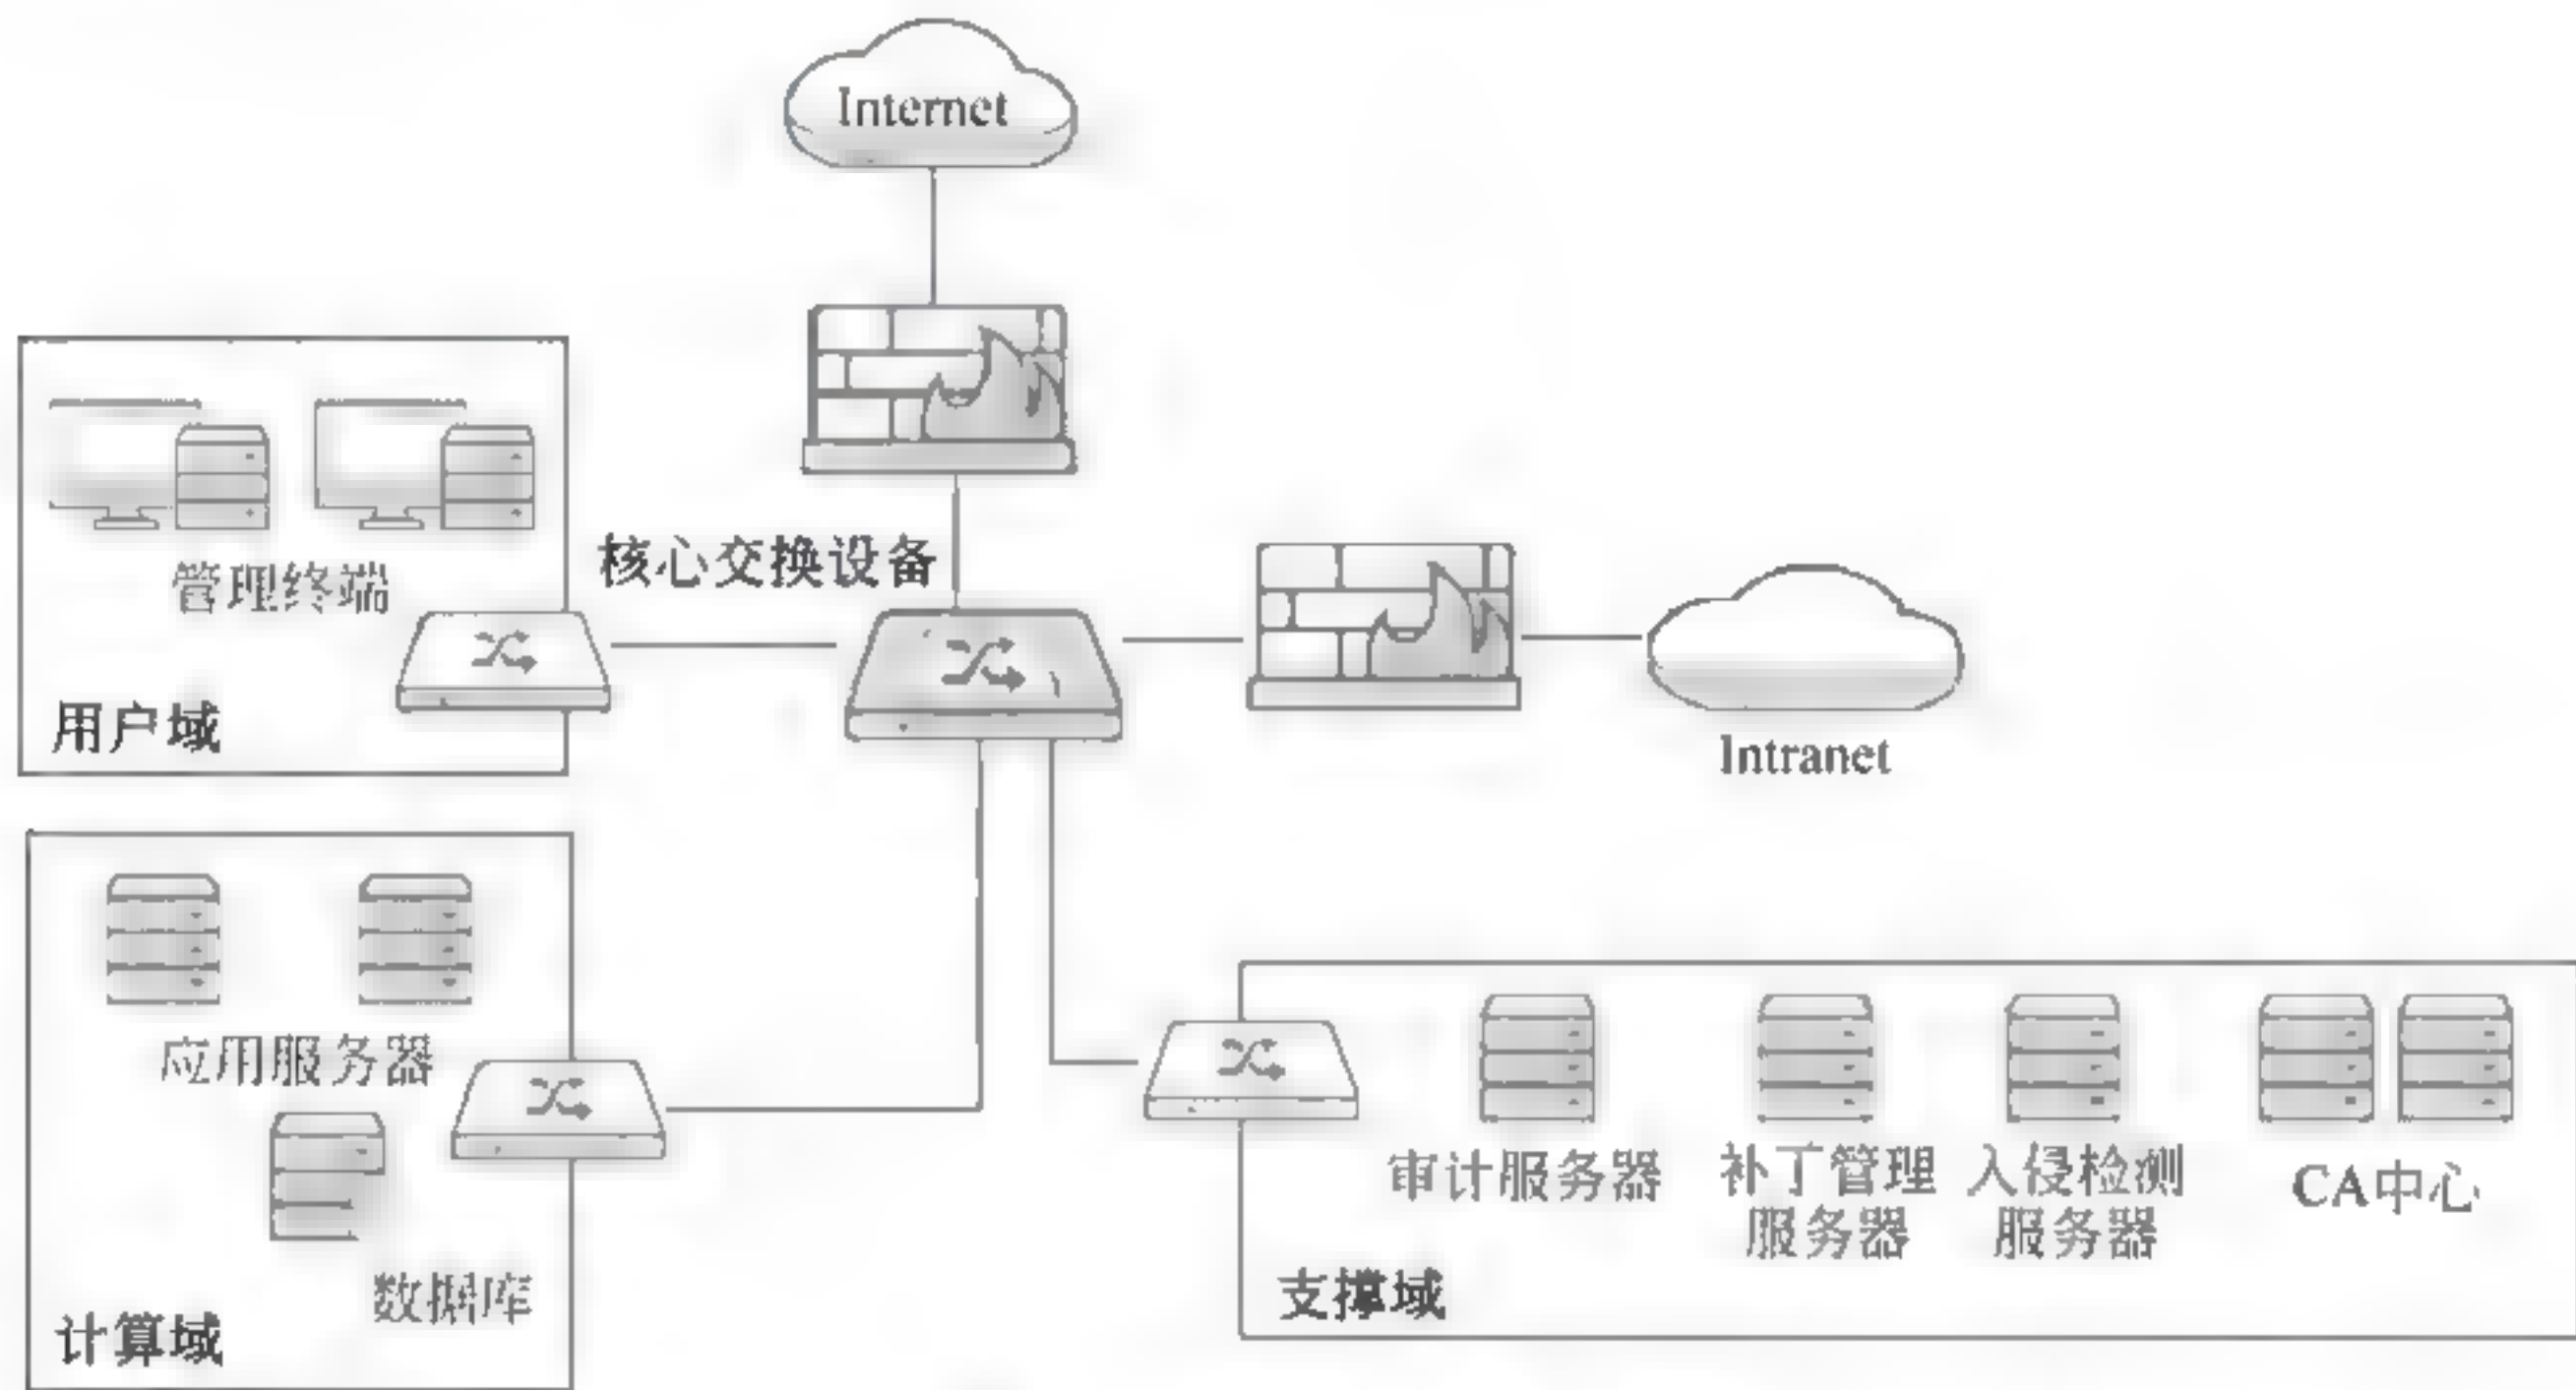 Internet
核心交换设备
管理终端
用户域
Intranet
应用服务器
数据库
计算域
审计服务器
补丁管理
服务器
入侵检测
服务器
CA中心
支撑域